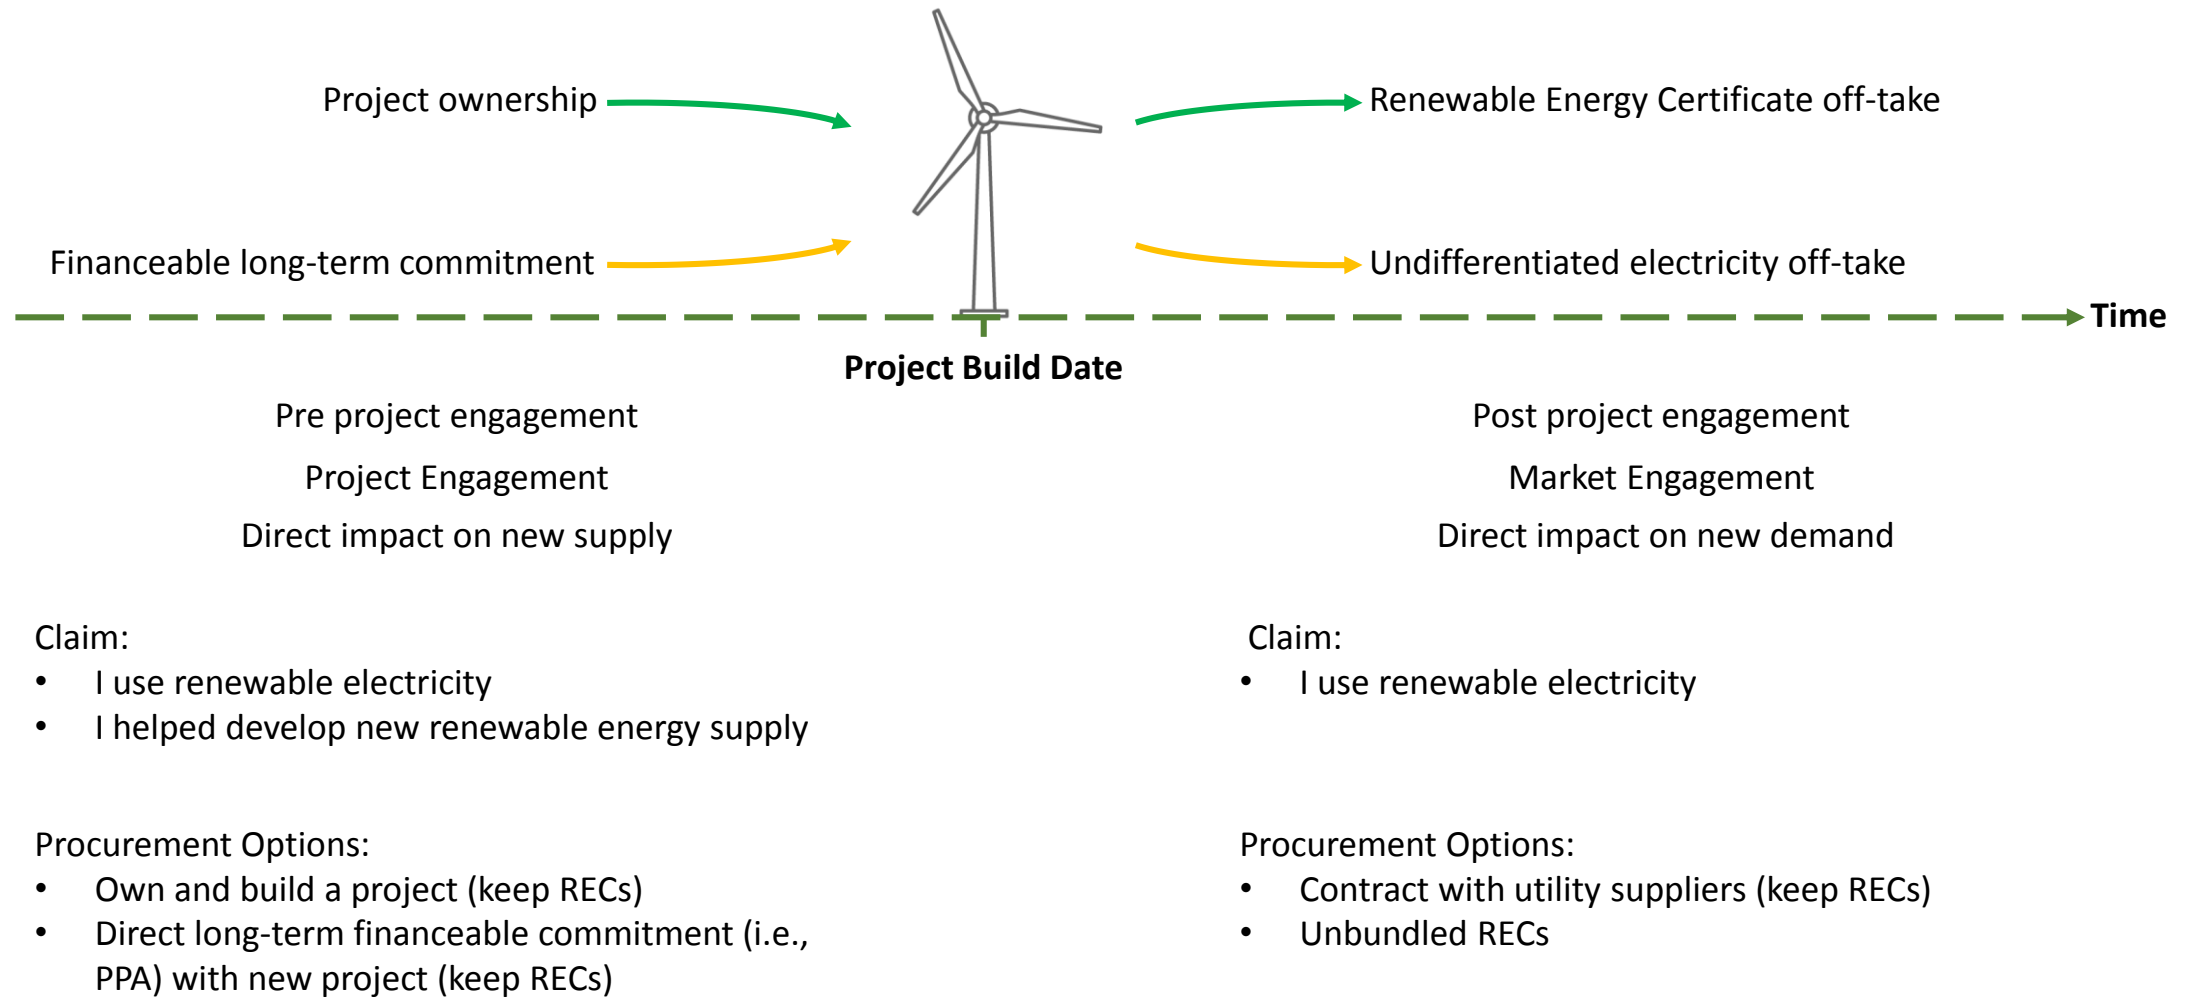 Project ownership
Renewable Energy Certificate off-take
Financeable long-term commitment
Undifferentiated electricity off-take
Time
Project Build Date
Pre project engagement
Project Engagement
Direct impact on new supply
Post project engagement
Market Engagement
Direct impact on new demand
Claim:
• I use renewable electricity
• I helped develop new renewable energy supply
Claim:
• I use renewable electricity
Procurement Options:
• Own and build a project (keep RECs)
• Direct long-term financeable commitment (i.e.,
PPA) with new project (keep RECs)
Procurement Options:
• Contract with utility suppliers (keep RECs)
• Unbundled RECs